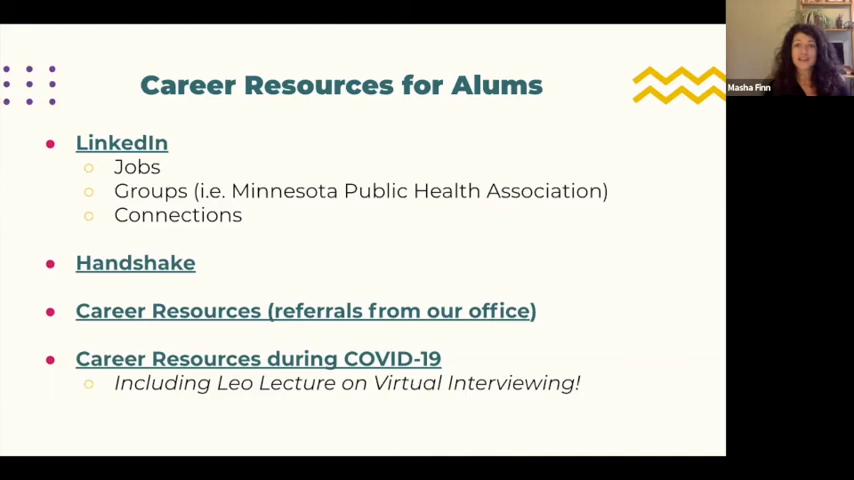 Career Resources for Alums
Masha Finn
LinkedIn
Jobs
Groups (i.e. Minnesota Public Health Association)
Connections
Handshake
Career Resources (referrals from our office)
Career Resources during COVID-19
Including Leo Lecture on Virtual Interviewing!